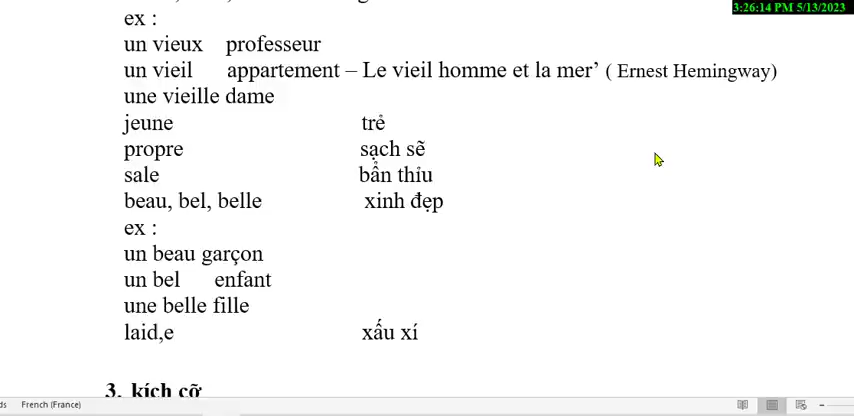 3:26:14 PM 5/13/2023
ex :
un vieux professeur
un vieil appartement – Le vieil homme et la mer’ ( Ernest Hemingway)
une vieille dame
jeune trẻ
propre sạch sẽ
sale bẩn thỉu
beau, bel, belle xinh đẹp
ex :
un beau garçon
un bel enfant
une belle fille
laid,e xấu xí
3. kích cỡ
French (France)